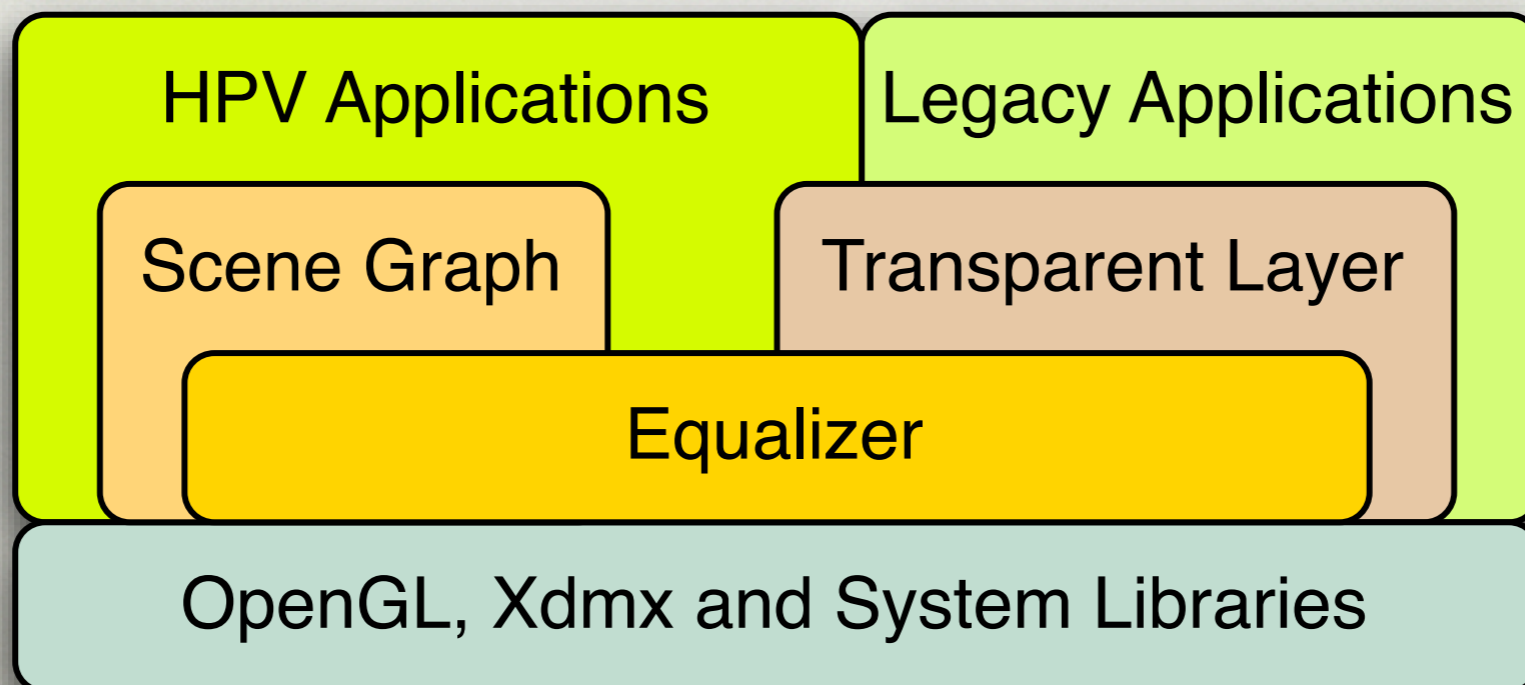 HPV Applications
Legacy Applications
Scene Graph
Transparent Layer
Equalizer
OpenGL, Xdmx and System Libraries